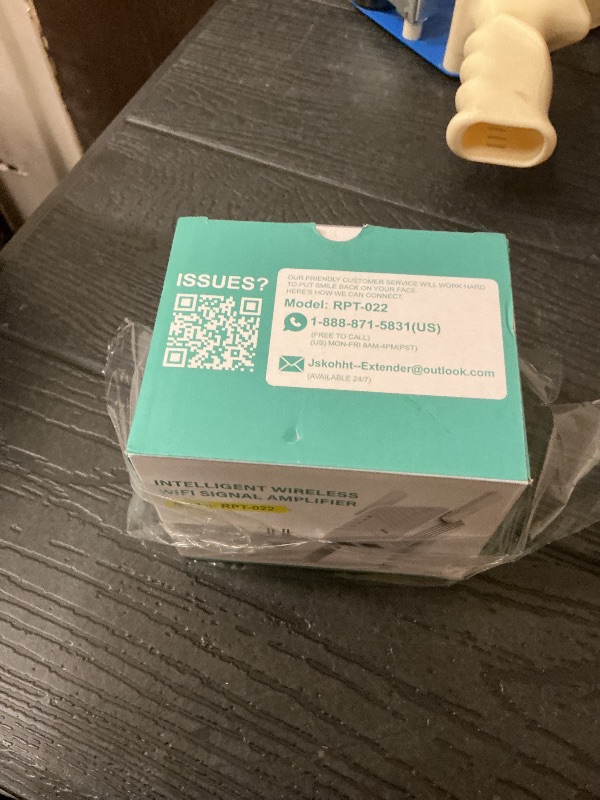 ISSUES?
OUR FRIENDLY CUSTOMER SERVICE WILL WORK HARD
TO PUT SMILE BACK ON YOUR FACE.
HERE'S HOW WE CAN CONNECT.
Model: RPT-022
1-888-871-5831(US)
(FREE TO CALL)
(US) MON-FRI 8AM-4PM(PST)
Jskohht--Extender@outlook.com
(AVAILABLE 24/7)
INTELLIGENT WIRELESS
WIFI SIGNAL AMPLIFIER
RPT-022